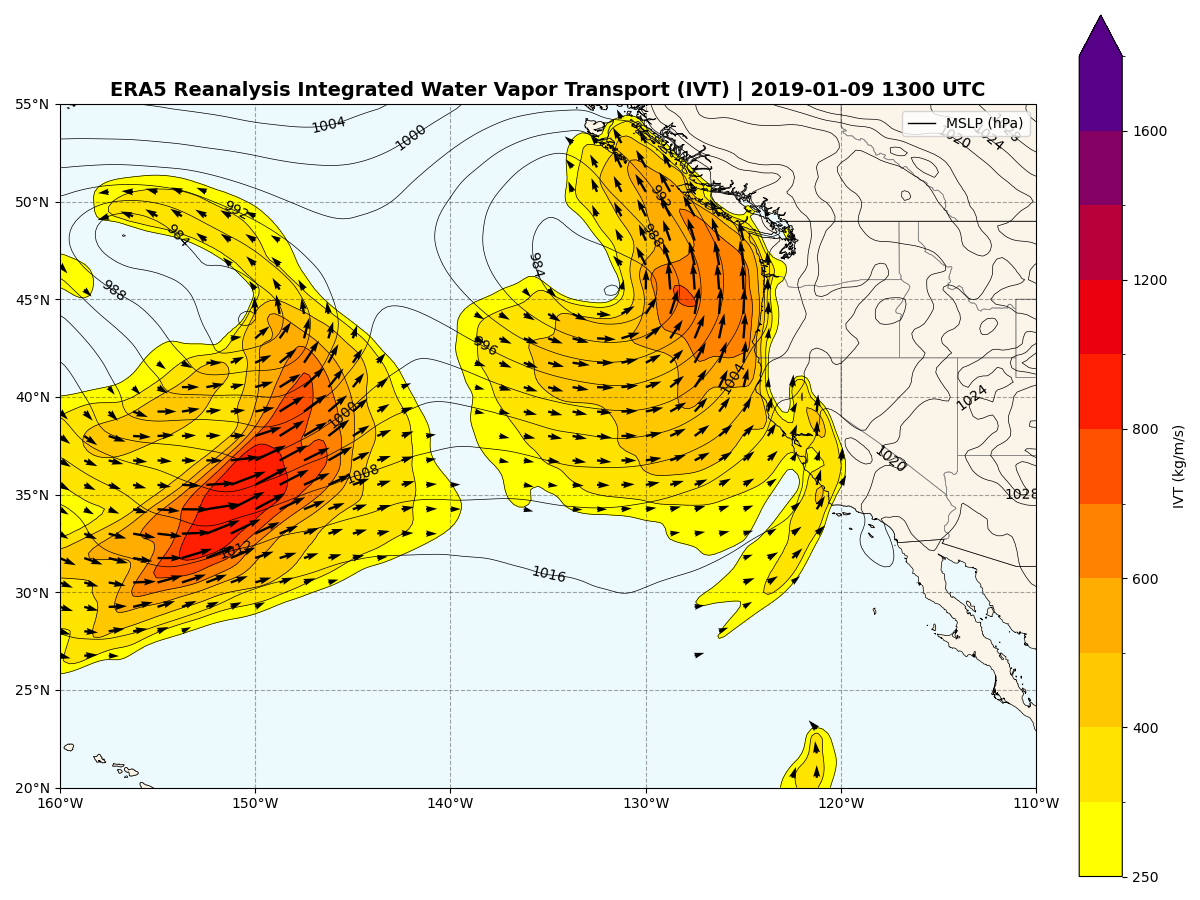 ERA5 Reanalysis Integrated Water Vapor Transport (IVT) | 2019-01-09 1300 UTC
MSLP (hPa)
55°N
50°N
45°N
40°N
35°N
30°N
25°N
20°N
160°W
150°W
140°W
130°W
120°W
110°W
1004
1000
1020
1024
992
984
988
992
988
984
996
1004
1000
1008
1012
1016
1024
1020
1028
1600
1200
800
600
400
250
IVT (kg/m/s)